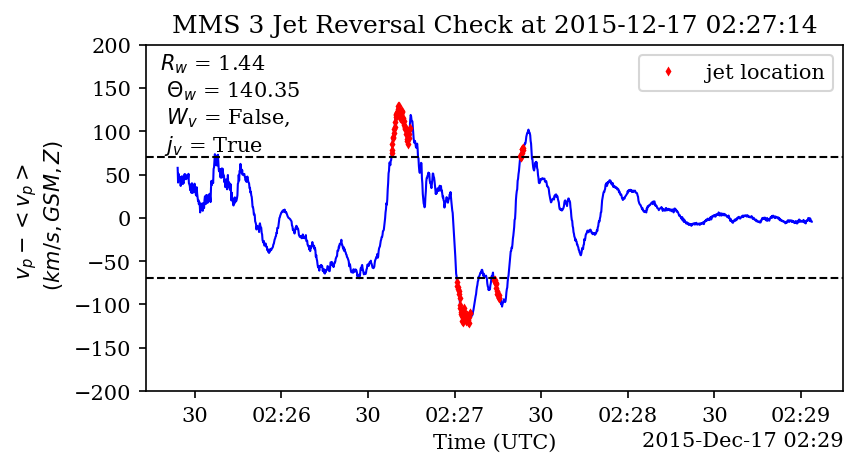 MMS 3 Jet Reversal Check at 2015-12-17 02:27:14
R_w = 1.44
Θ_w = 140.35
W_v = False,
j_v = True
jet location
v_p − < v_p >
(km/s, GSM, Z)
200
150
100
50
0
−50
−100
−150
−200
30 02:26 30 02:27 30 02:28 30 02:29
Time (UTC) 2015-Dec-17 02:29